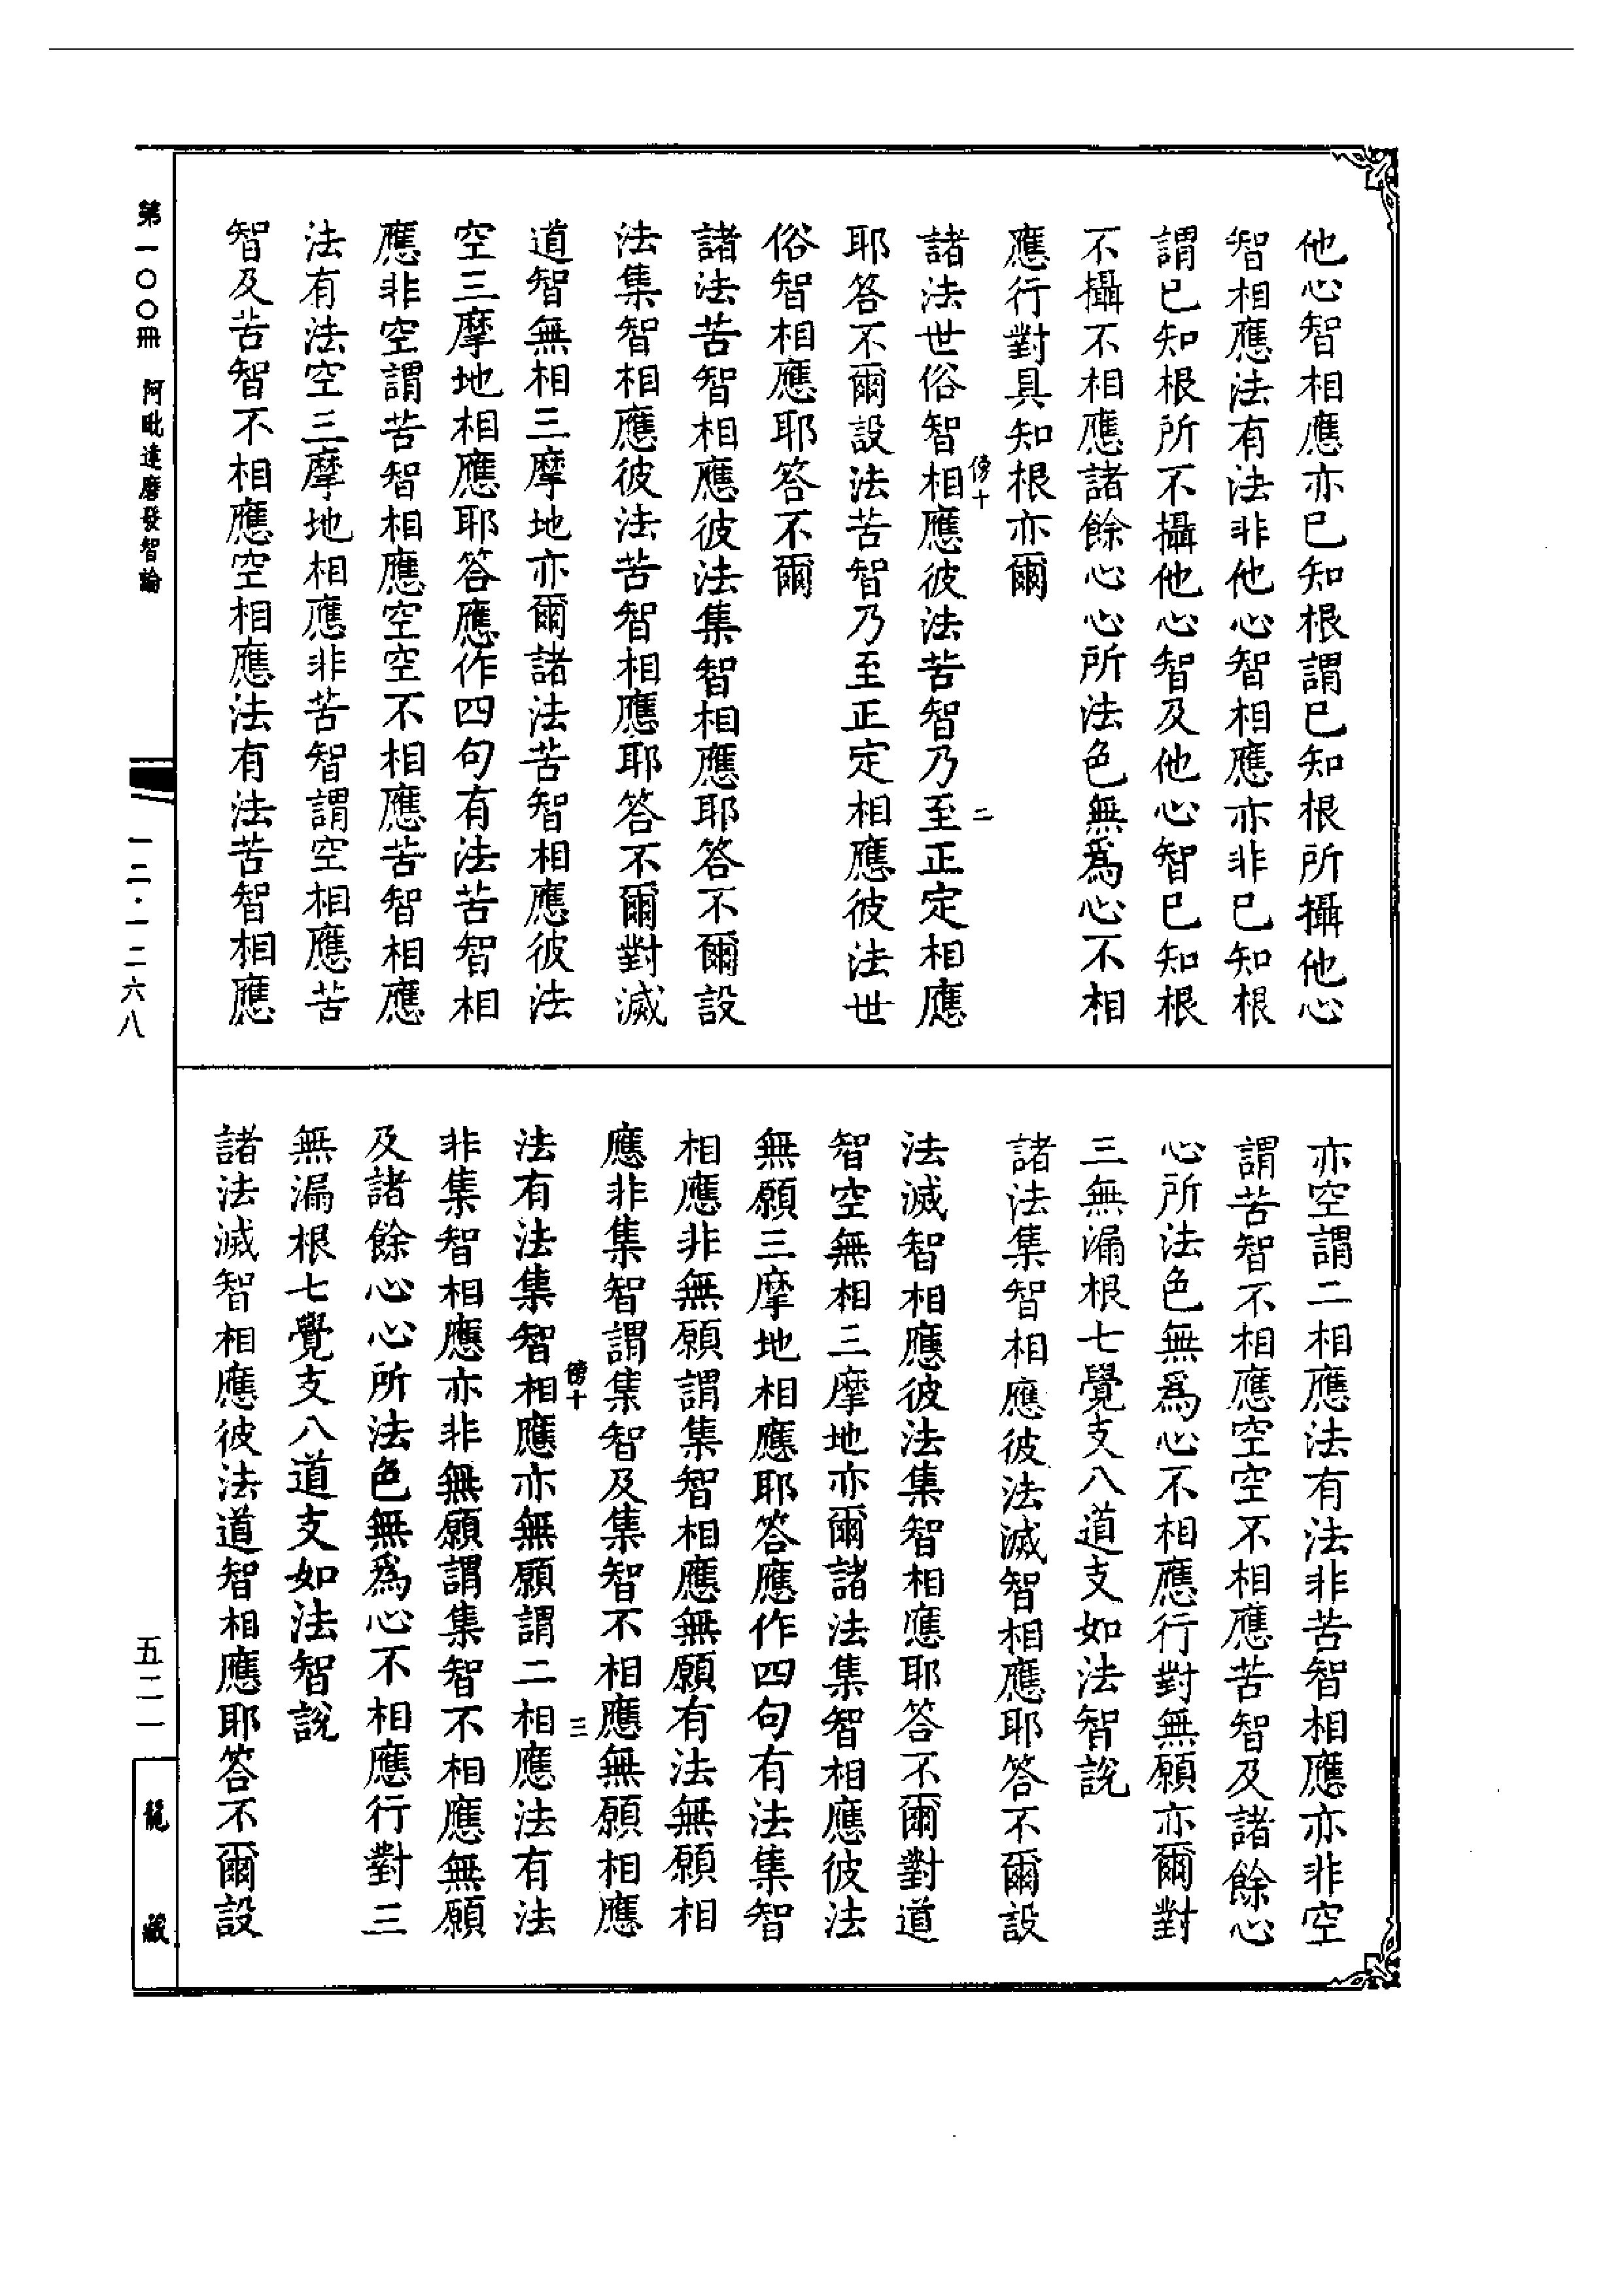 他心智相應亦巳知根謂巳知根所攝他心
智相應法有法非他心智相應亦非巳知根
謂巳知根所不攝他心智及他心智巳知根
不攝不相應諸餘心心所法色無爲心不相
應行對具知根亦爾
傍十 二
諸法世俗智相應彼法苦智乃至正定相應
耶答不爾設法苦智乃至正定相應彼法世
俗智相應耶答不爾
諸法苦智相應彼法集智相應耶答不爾設
法集智相應彼法苦智相應耶答不爾對滅
道智無相三摩地亦爾諸法苦智相應彼法
空三摩地相應耶答應作四句有法苦智相
應非空謂苦智相應空空不相應苦智相應
法有法空三摩地相應非苦智謂空相應苦
智及苦智不相應空相應法有法苦智相應
亦空謂二相應法有法非苦智相應亦非空
謂苦智不相應空空不相應苦智及諸餘心
心所法色無爲心不相應行對無願亦爾對
三無漏根七覺支八道支如法智說
諸法集智相應彼法滅智相應耶答不爾設
法滅智相應彼法集智相應耶答不爾對道
智空無相三摩地亦爾諸法集智相應彼法
無願三摩地相應耶答應作四句有法集智
相應非無願謂集智相應無願有法無願相
應非集智謂集智及集智不相應無願相應
傍十 三
法有法集智相應亦無願謂二相應法有法
非集智相應亦非無願謂集智不相應無願
及諸餘心心所法色無爲心不相應行對三
無漏根七覺支八道支如法智說
諸法滅智相應彼法道智相應耶答不爾設
第一〇〇冊 阿毗達磨發智論
一二·一二六八
五二一
龍藏